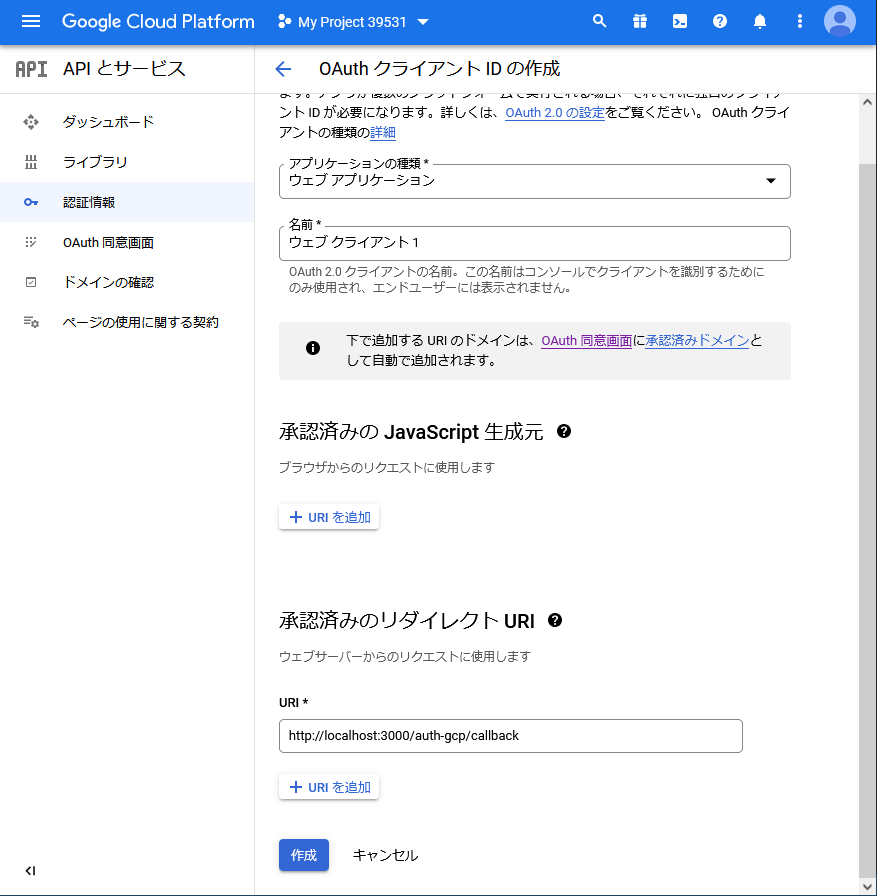 Google Cloud Platform
My Project 39531
API
API とサービス
OAuth クライアント ID の作成
ダッシュボード
ライブラリ
認証情報
OAuth 同意画面
ドメインの確認
ページの使用に関する契約
ント ID が必要になります。詳しくは、OAuth 2.0 の設定をご覧ください。 OAuth クライ
アントの種類の詳細
アプリケーションの種類 *
ウェブ アプリケーション
名前 *
ウェブ クライアント 1
OAuth 2.0 クライアントの名前。この名前はコンソールでクライアントを識別するために
のみ使用され、エンドユーザーには表示されません。
下で追加する URI のドメインは、OAuth 同意画面に承認済みドメインと
して自動で追加されます。
承認済みの JavaScript 生成元
ブラウザからのリクエストに使用します
URI を追加
承認済みのリダイレクト URI
ウェブサーバーからのリクエストに使用します
URI *
http://localhost:3000/auth-gcp/callback
URI を追加
作成
キャンセル